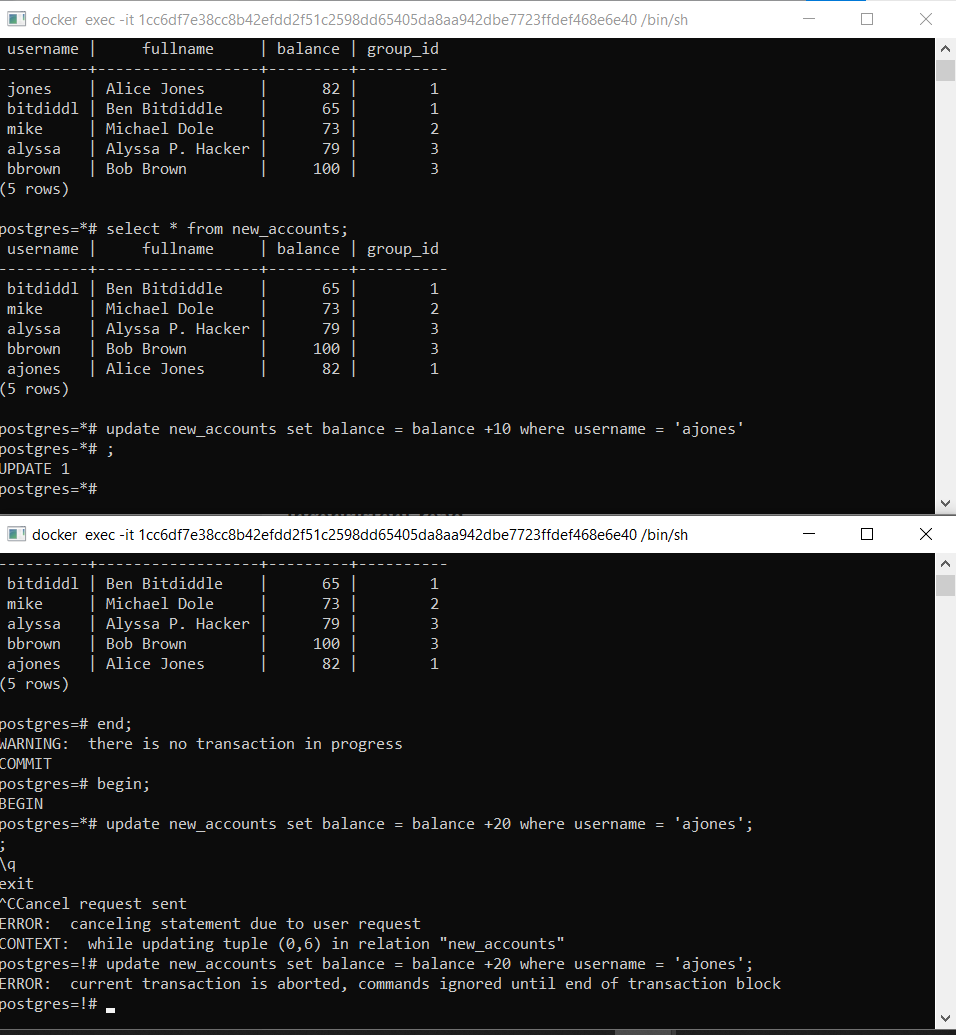 docker  exec -it 1cc6df7e38cc8b42efdd2f51c2598dd65405da8aa942dbe7723ffdef468e6e40 /bin/sh
 username |     fullname     | balance | group_id
----------+------------------+---------+----------
 jones    | Alice Jones      |      82 |        1
 bitdiddl | Ben Bitdiddle    |      65 |        1
 mike     | Michael Dole     |      73 |        2
 alyssa   | Alyssa P. Hacker |      79 |        3
 bbrown   | Bob Brown        |     100 |        3
(5 rows)
postgres=*# select * from new_accounts;
 username |     fullname     | balance | group_id
----------+------------------+---------+----------
 bitdiddl | Ben Bitdiddle    |      65 |        1
 mike     | Michael Dole     |      73 |        2
 alyssa   | Alyssa P. Hacker |      79 |        3
 bbrown   | Bob Brown        |     100 |        3
 ajones   | Alice Jones      |      82 |        1
(5 rows)
postgres=*# update new_accounts set balance = balance +10 where username = 'ajones'
postgres-*# ;
UPDATE 1
postgres=*#
docker  exec -it 1cc6df7e38cc8b42efdd2f51c2598dd65405da8aa942dbe7723ffdef468e6e40 /bin/sh
----------+------------------+---------+----------
 bitdiddl | Ben Bitdiddle    |      65 |        1
 mike     | Michael Dole     |      73 |        2
 alyssa   | Alyssa P. Hacker |      79 |        3
 bbrown   | Bob Brown        |     100 |        3
 ajones   | Alice Jones      |      82 |        1
(5 rows)
postgres=# end;
WARNING:  there is no transaction in progress
COMMIT
postgres=# begin;
BEGIN
postgres=*# update new_accounts set balance = balance +20 where username = 'ajones';
;
\q
exit
^CCancel request sent
ERROR:  canceling statement due to user request
CONTEXT:  while updating tuple (0,6) in relation "new_accounts"
postgres=!# update new_accounts set balance = balance +20 where username = 'ajones';
ERROR:  current transaction is aborted, commands ignored until end of transaction block
postgres=!#